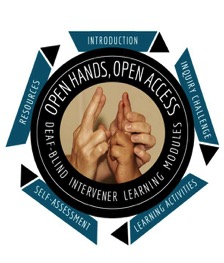 INTRODUCTION
INQUIRY CHALLENGE
LEARNING ACTIVITIES
SELF-ASSESSMENT
RESOURCES
OPEN HANDS, OPEN ACCESS
DEAF-BLIND INTERVENER LEARNING MODULES